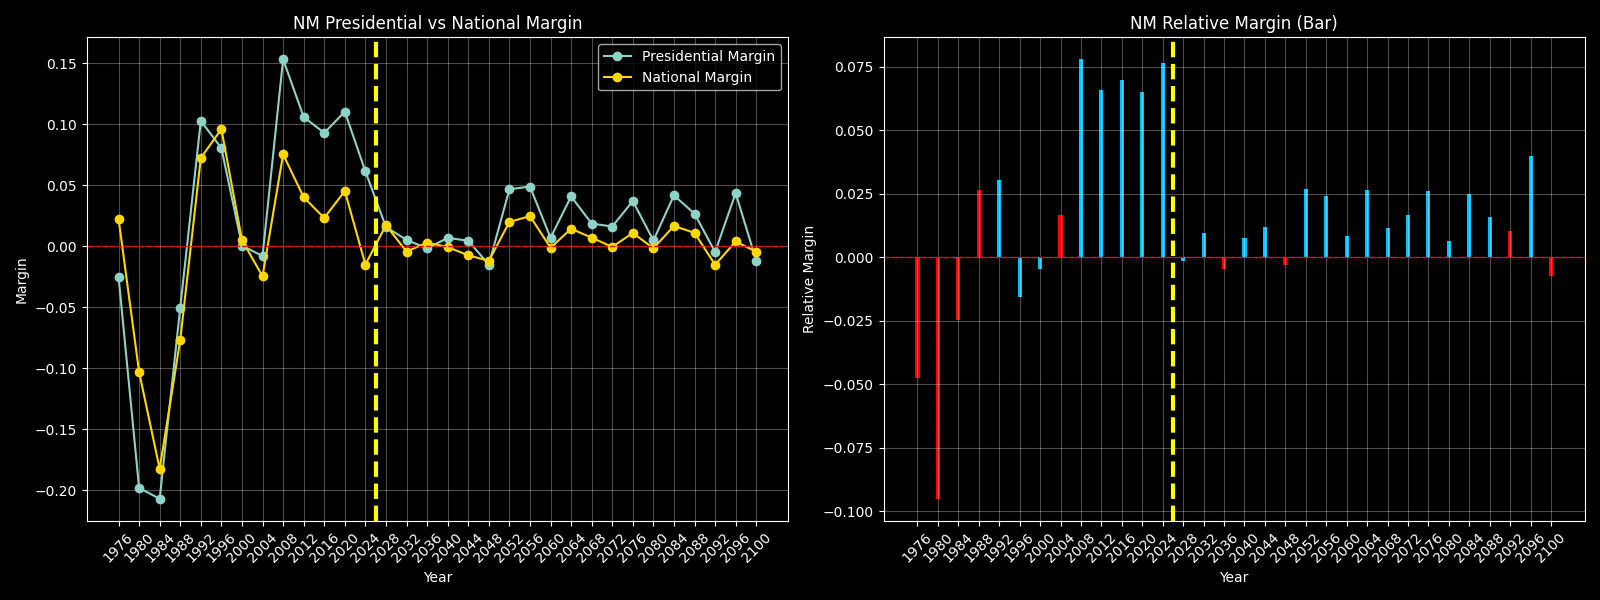 NM Presidential vs National Margin
Presidential Margin
National Margin
Margin
0.15
0.10
0.05
0.00
−0.05
−0.10
−0.15
−0.20
1976 1980 1984 1988 1992 1996 2000 2004 2008 2012 2016 2020 2024 2028 2032 2036 2040 2044 2048 2052 2056 2060 2064 2068 2072 2076 2080 2084 2088 2092 2096 2100
Year
NM Relative Margin (Bar)
Relative Margin
0.075
0.050
0.025
0.000
−0.025
−0.050
−0.075
−0.100
1976 1980 1984 1988 1992 1996 2000 2004 2008 2012 2016 2020 2024 2028 2032 2036 2040 2044 2048 2052 2056 2060 2064 2068 2072 2076 2080 2084 2088 2092 2096 2100
Year